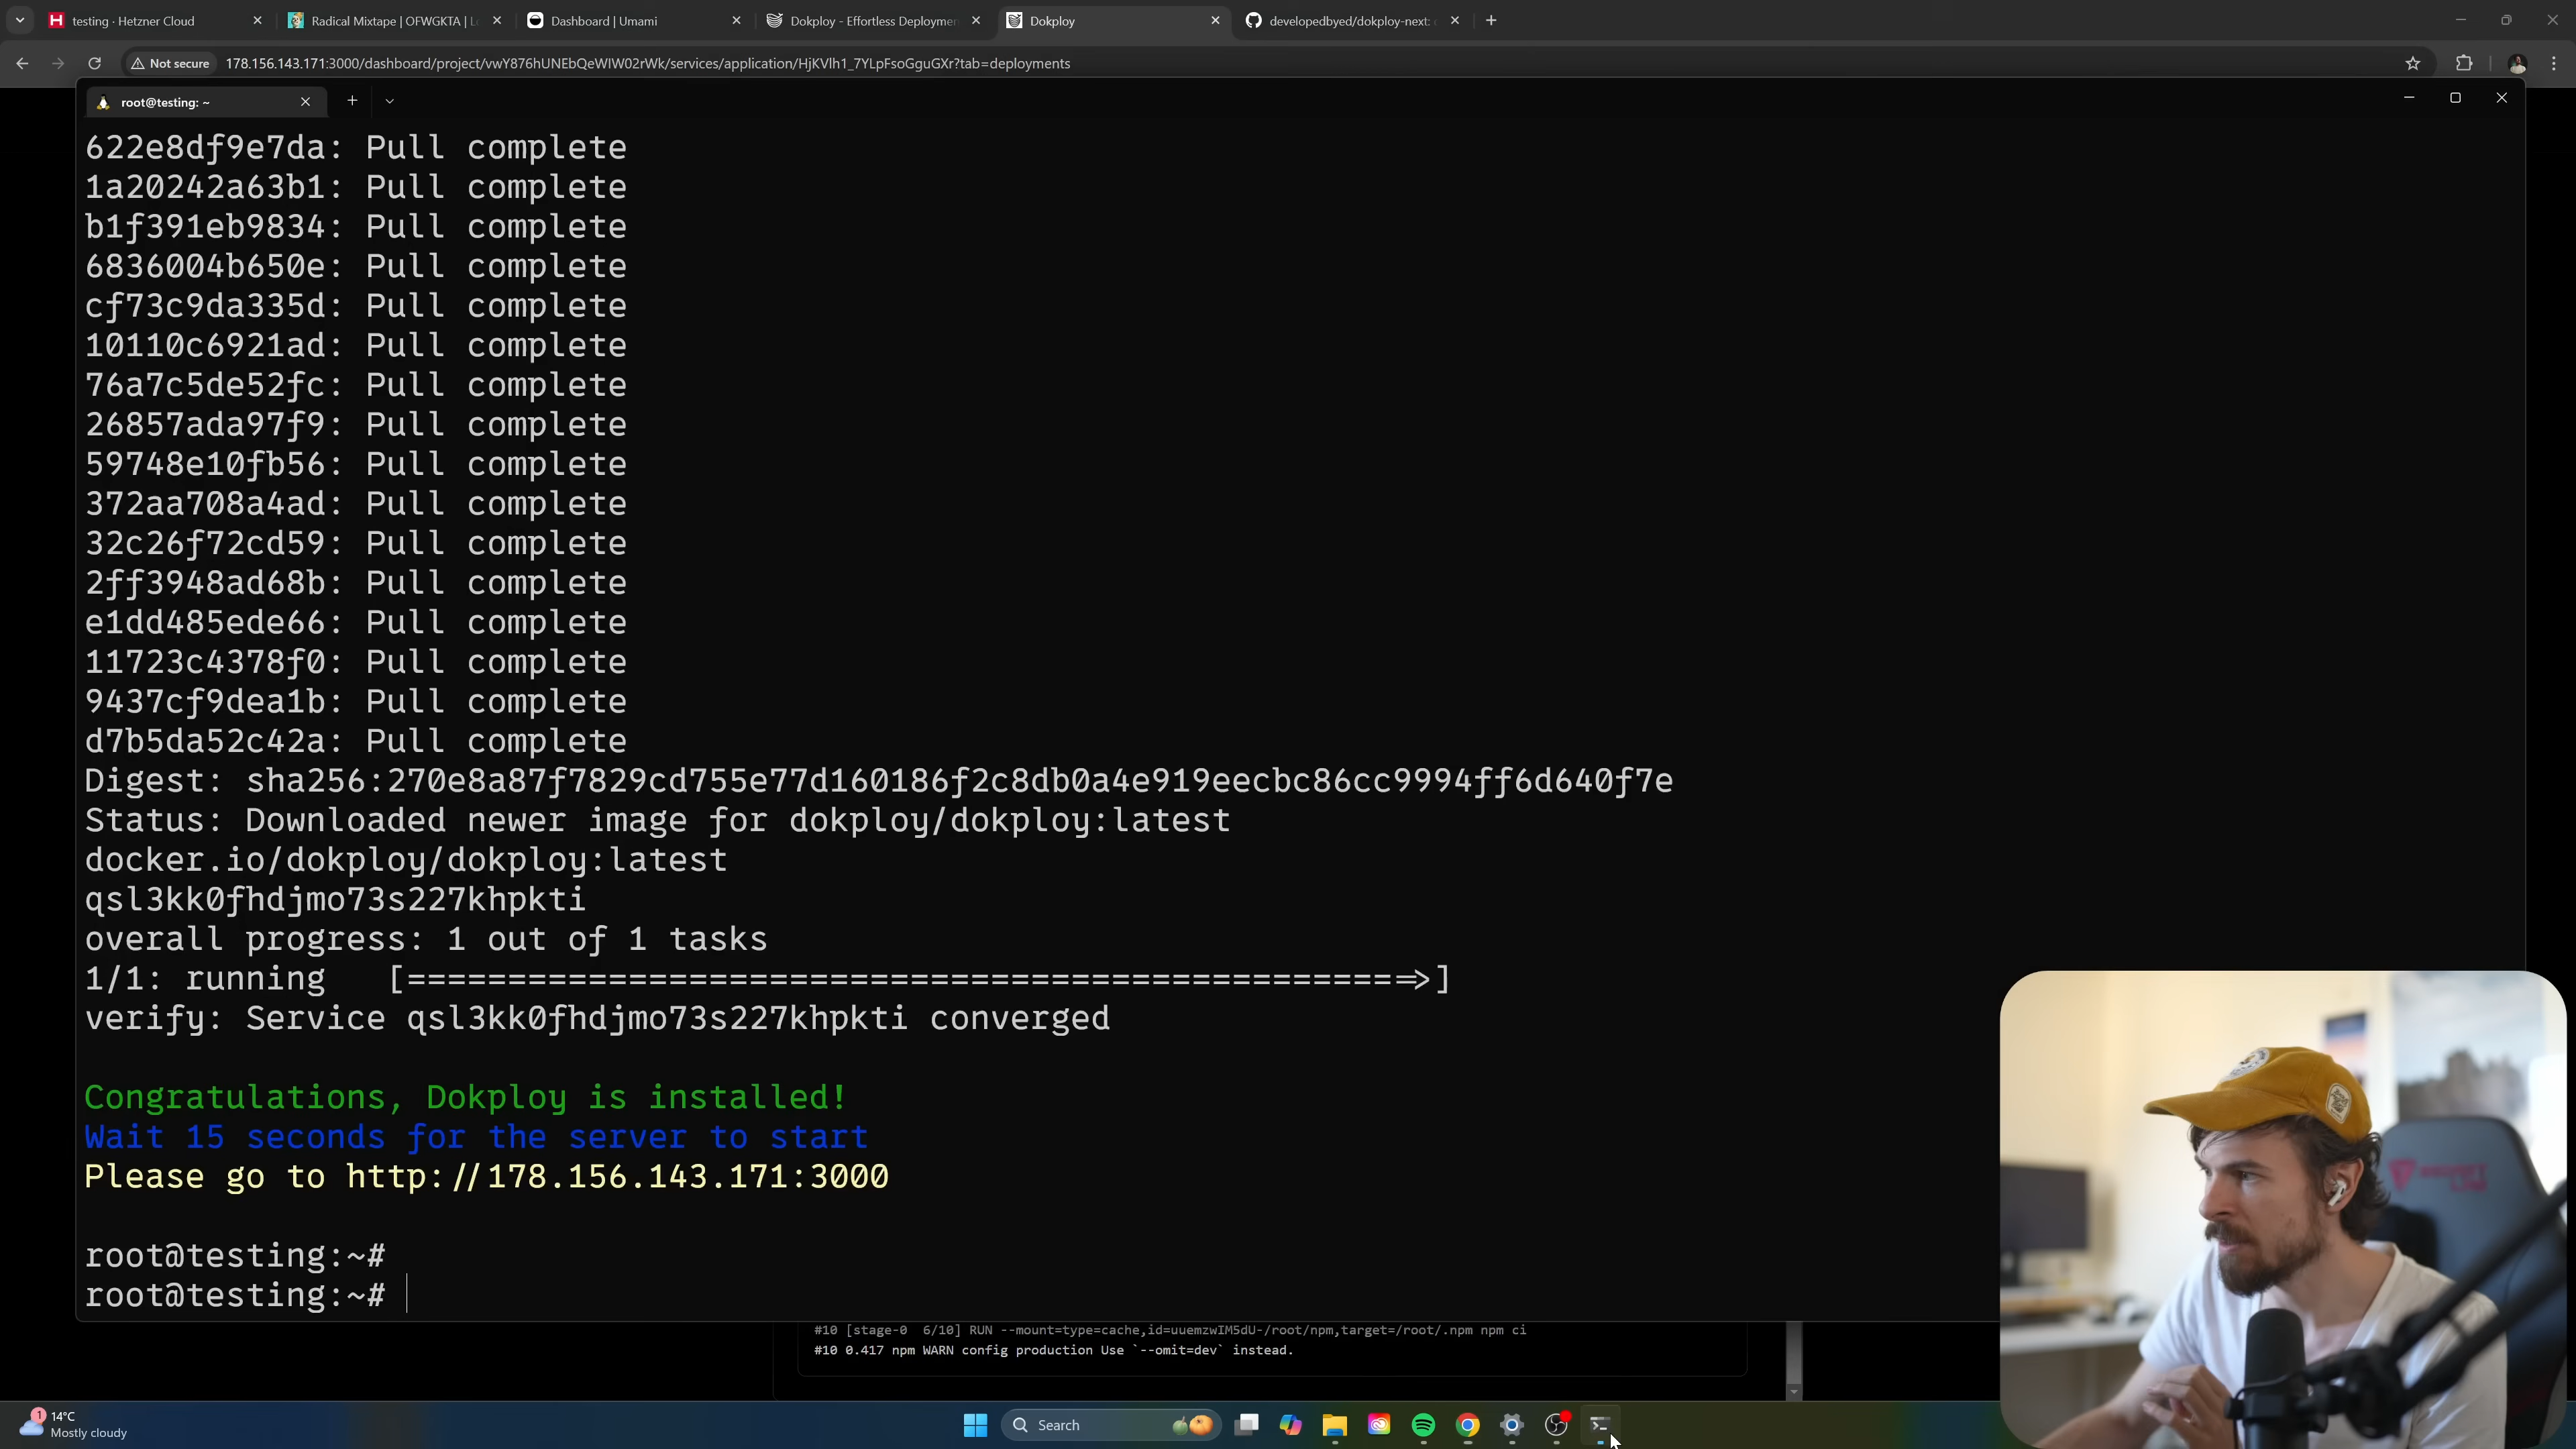 testing · Hetzner Cloud
Radical Mixtape | OFWGKTA | L
Dashboard | Umami
Dokploy - Effortless Deploymen
Dokploy
developedbyed/dokploy-next:
Not secure
178.156.143.171:3000/dashboard/project/vwY876hUNEbQeWIW02rWk/services/application/HjKVlh1_7YLpFsoGguGXr?tab=deployments
root@testing: ~
622e8df9e7da: Pull complete
1a20242a63b1: Pull complete
b1f391eb9834: Pull complete
6836004b650e: Pull complete
cf73c9da335d: Pull complete
10110c6921ad: Pull complete
76a7c5de52fc: Pull complete
26857ada97f9: Pull complete
59748e10fb56: Pull complete
372aa708a4ad: Pull complete
32c26f72cd59: Pull complete
2ff3948ad68b: Pull complete
e1dd485ede66: Pull complete
11723c4378f0: Pull complete
9437cf9dea1b: Pull complete
d7b5da52c42a: Pull complete
Digest: sha256:270e8a87f7829cd755e77d160186f2c8db0a4e919eecbc86cc9994ff6d640f7e
Status: Downloaded newer image for dokploy/dokploy:latest
docker.io/dokploy/dokploy:latest
qsl3kk0fhdjmo73s227khpkti
overall progress: 1 out of 1 tasks
1/1: running   [==================================================>]
verify: Service qsl3kk0fhdjmo73s227khpkti converged
Congratulations, Dokploy is installed!
Wait 15 seconds for the server to start
Please go to http://178.156.143.171:3000
root@testing:~#
root@testing:~#
#10 [stage-0  6/10] RUN --mount=type=cache,id=uuemzwIM5dU-/root/npm,target=/root/.npm npm ci
#10 0.417 npm WARN config production Use `--omit=dev` instead.
1
14°C
Mostly cloudy
Search